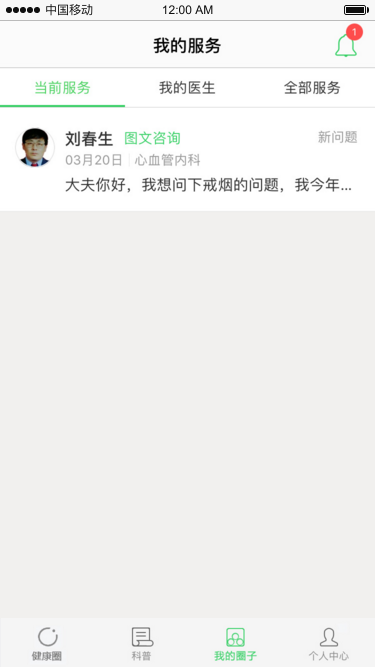 中国移动 12:00 AM
我的服务 1
当前服务 我的医生 全部服务
刘春生 图文咨询 新问题
03月20日 心血管内科
大夫你好，我想问下戒烟的问题，我今年...
健康圈 科普 我的圈子 个人中心